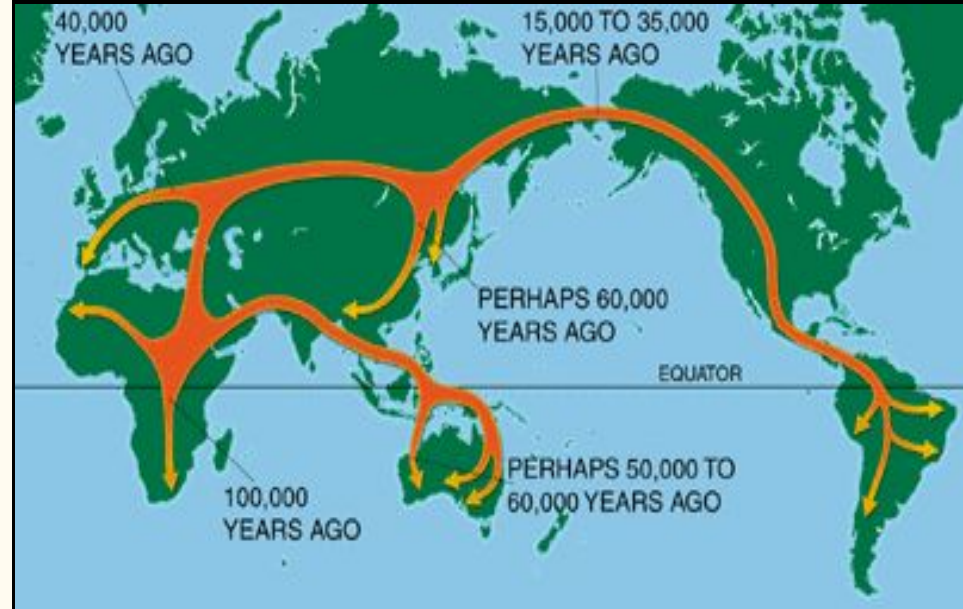 40,000
YEARS AGO
15,000 TO 35,000
YEARS AGO
PERHAPS 60,000
YEARS AGO
EQUATOR
PERHAPS 50,000 TO
60,000 YEARS AGO
100,000
YEARS AGO